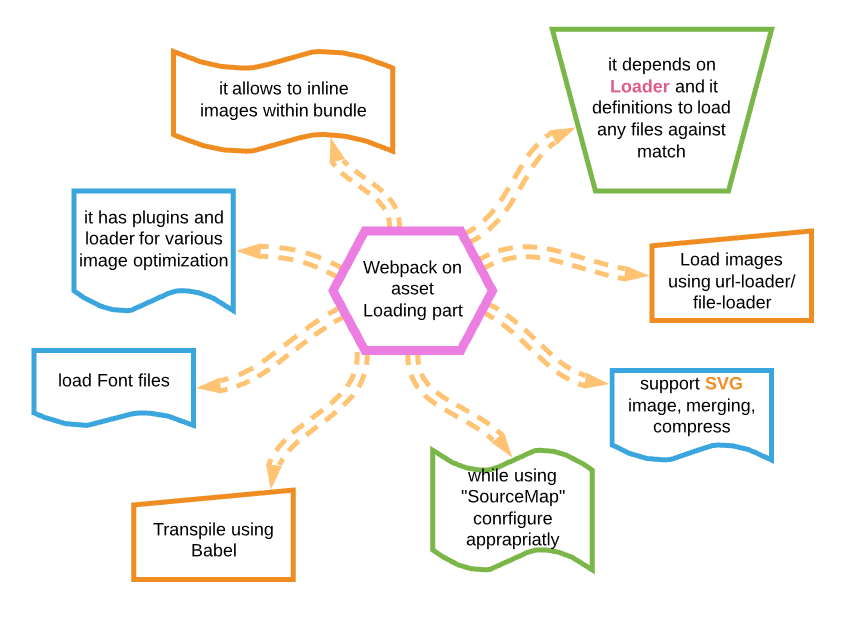 it allows to inline
images within bundle
it depends on
Loader and it
definitions to load
any files against
match
it has plugins and
loader for various
image optimization
Webpack on
asset
Loading part
Load images
using url-loader/
file-loader
load Font files
support SVG
image, merging,
compress
while using
"SourceMap"
conrfigure
apprapriatly
Transpile using
Babel